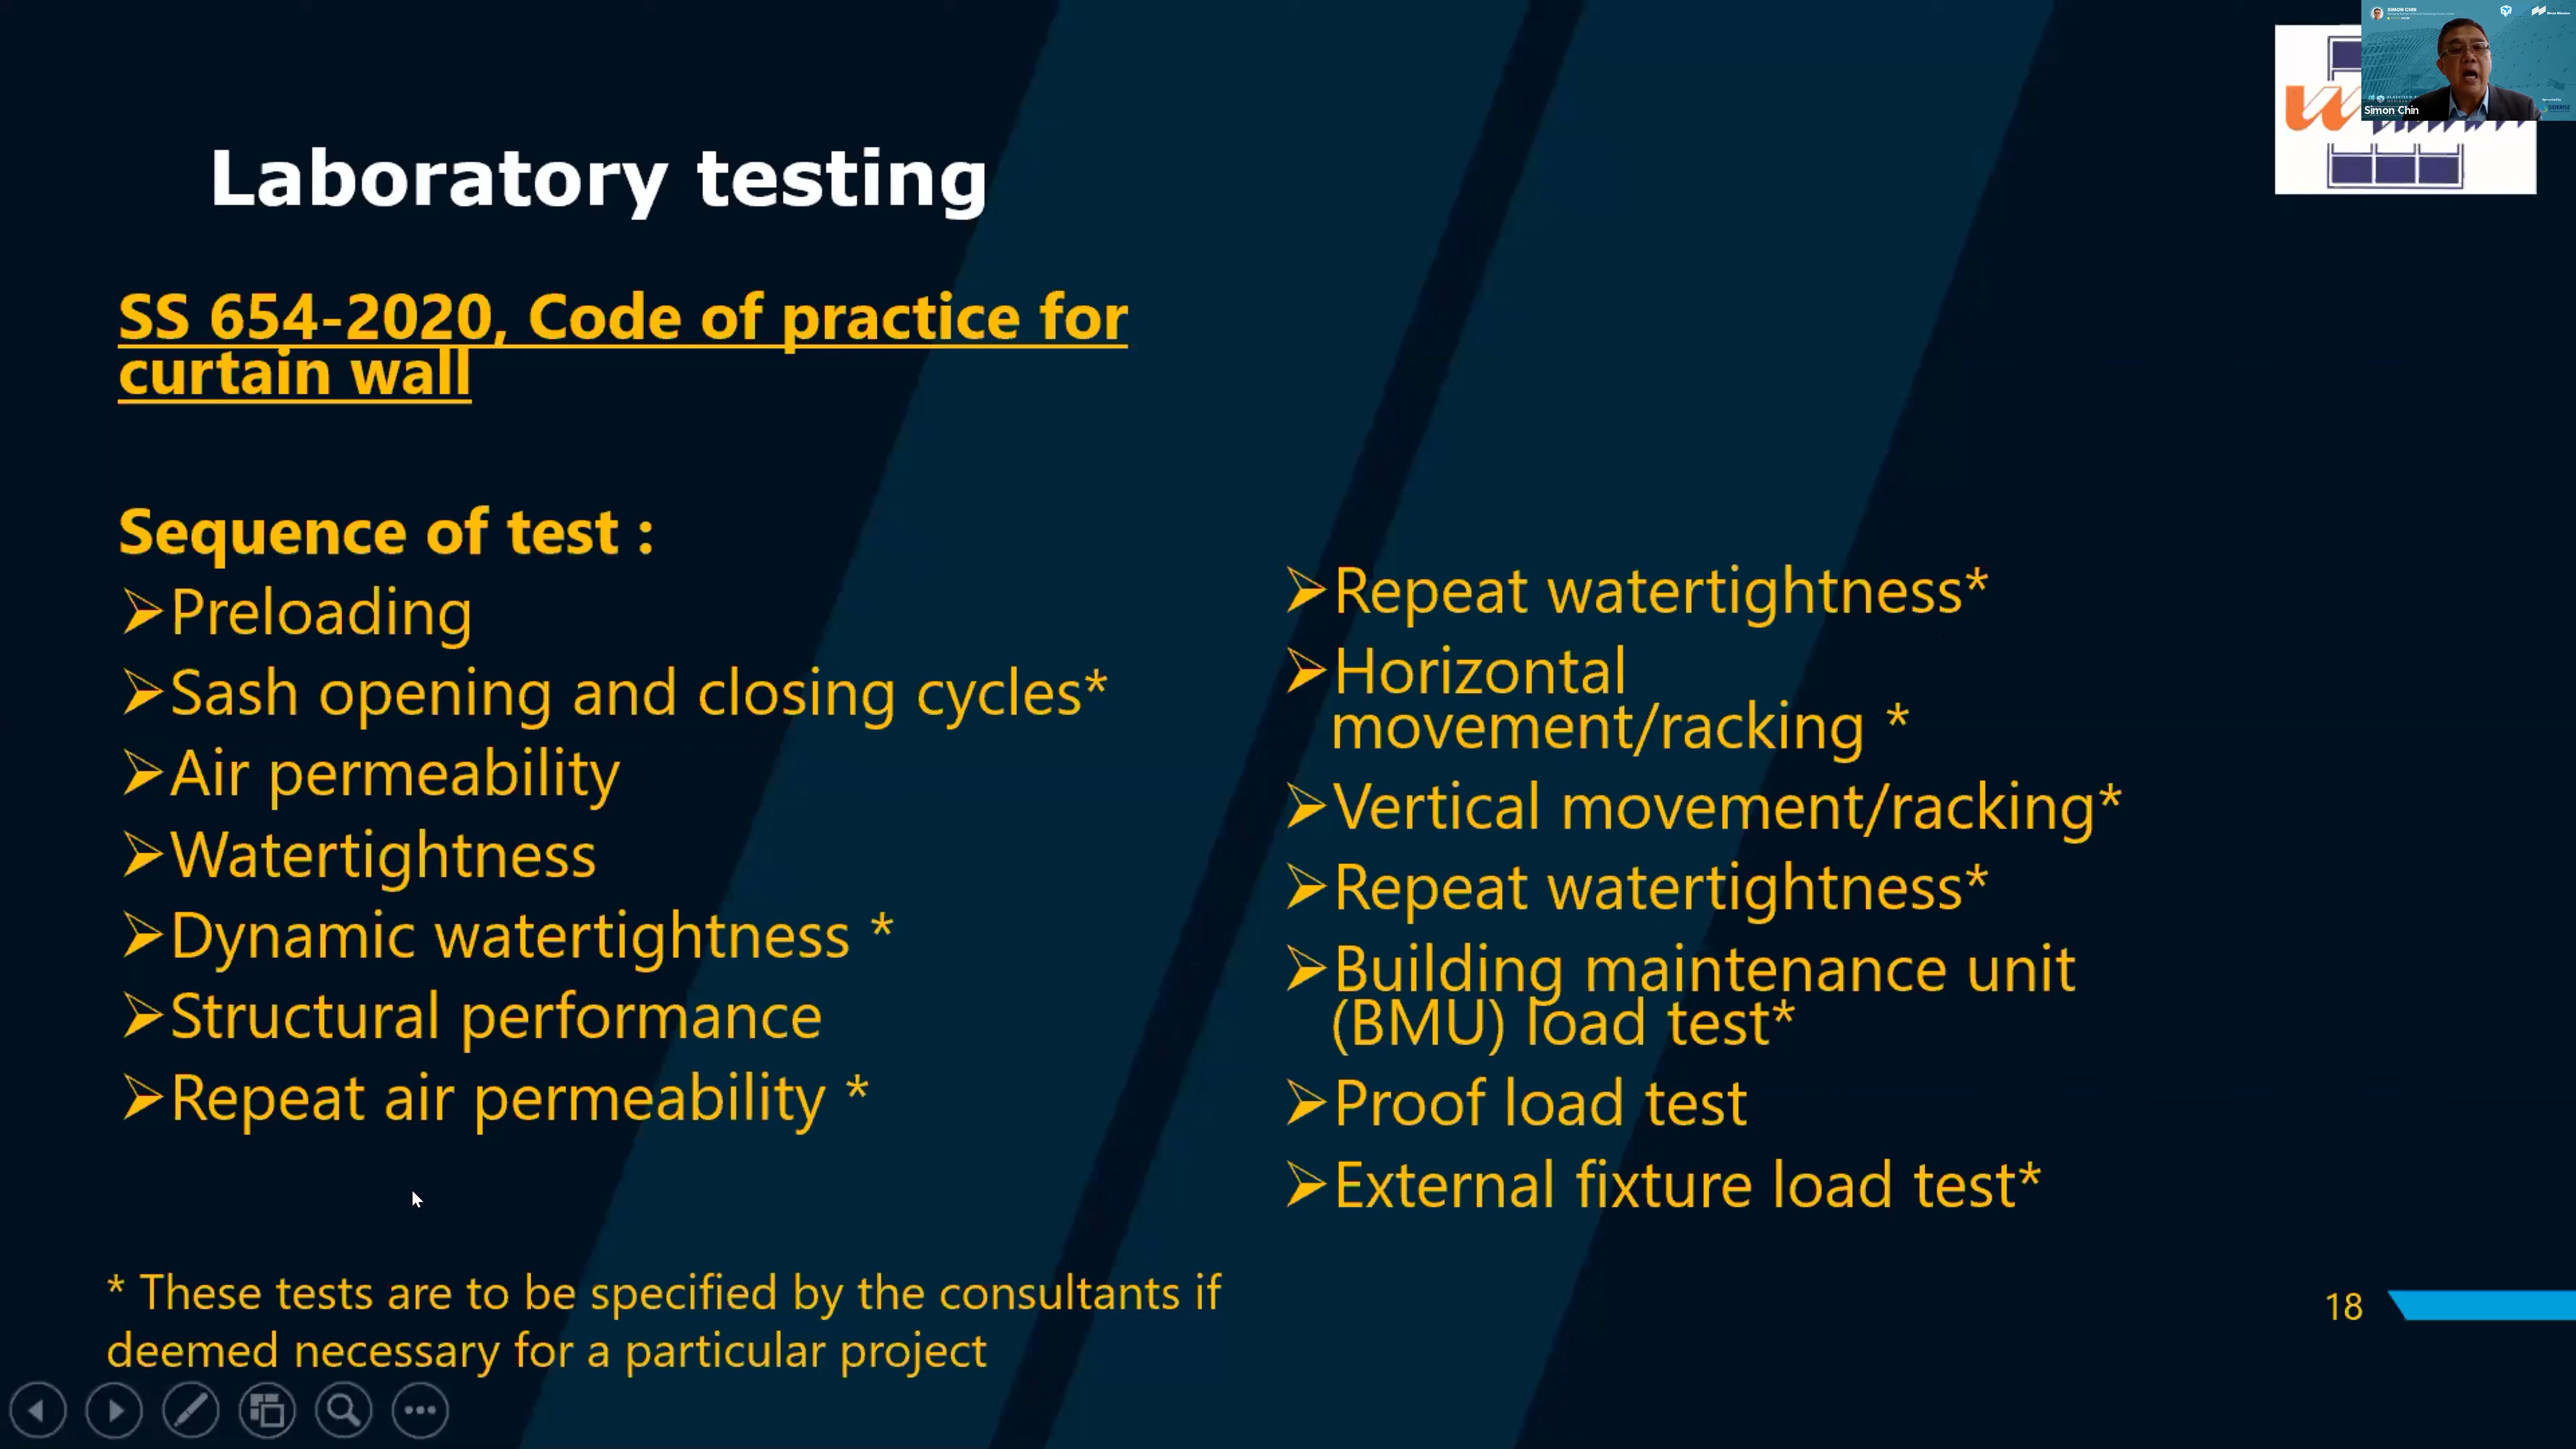 Laboratory testing
SS 654-2020, Code of practice for
curtain wall
Sequence of test :
➢Preloading
➢Sash opening and closing cycles*
➢Air permeability
➢Watertightness
➢Dynamic watertightness *
➢Structural performance
➢Repeat air permeability *
➢Repeat watertightness*
➢Horizontal
movement/racking *
➢Vertical movement/racking*
➢Repeat watertightness*
➢Building maintenance unit
(BMU) load test*
➢Proof load test
➢External fixture load test*
* These tests are to be specified by the consultants if
deemed necessary for a particular project
18
SIMON CHIN
Simon Chin